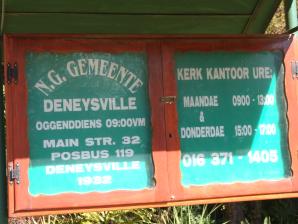 N.G. GEMEENTE
DENEYSVILLE
OGGENDDIENS 09:00VM
MAIN STR. 32
POSBUS 119
DENEYSVILLE
1932
KERK KANTOOR URE:
MAANDAE 0900 - 13:00
&
DONDERDAE 15:00 - 17:00
016 371 - 1405